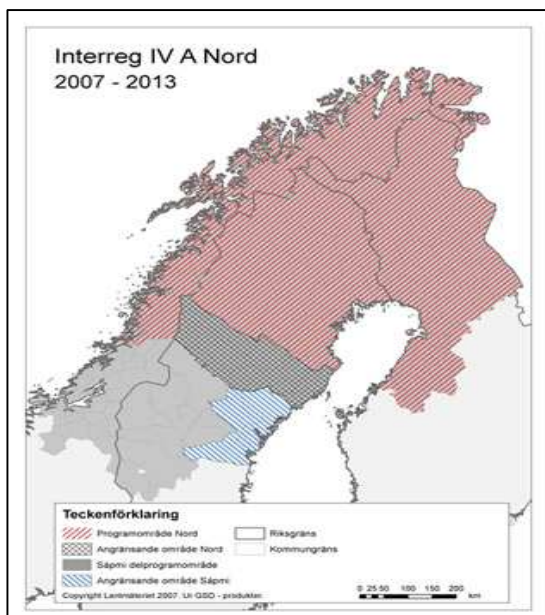 Interreg IV A Nord
2007 - 2013
Teckenförklaring
Programområde Nord
Angränsande område Nord
Sápmi delprogramområde
Angränsande område Sápmi
Riksgräns
Kommungräns
Copyright Lantmäteriet 2007. Ur GSD - produkter.
0 25 50 100 150 200
km